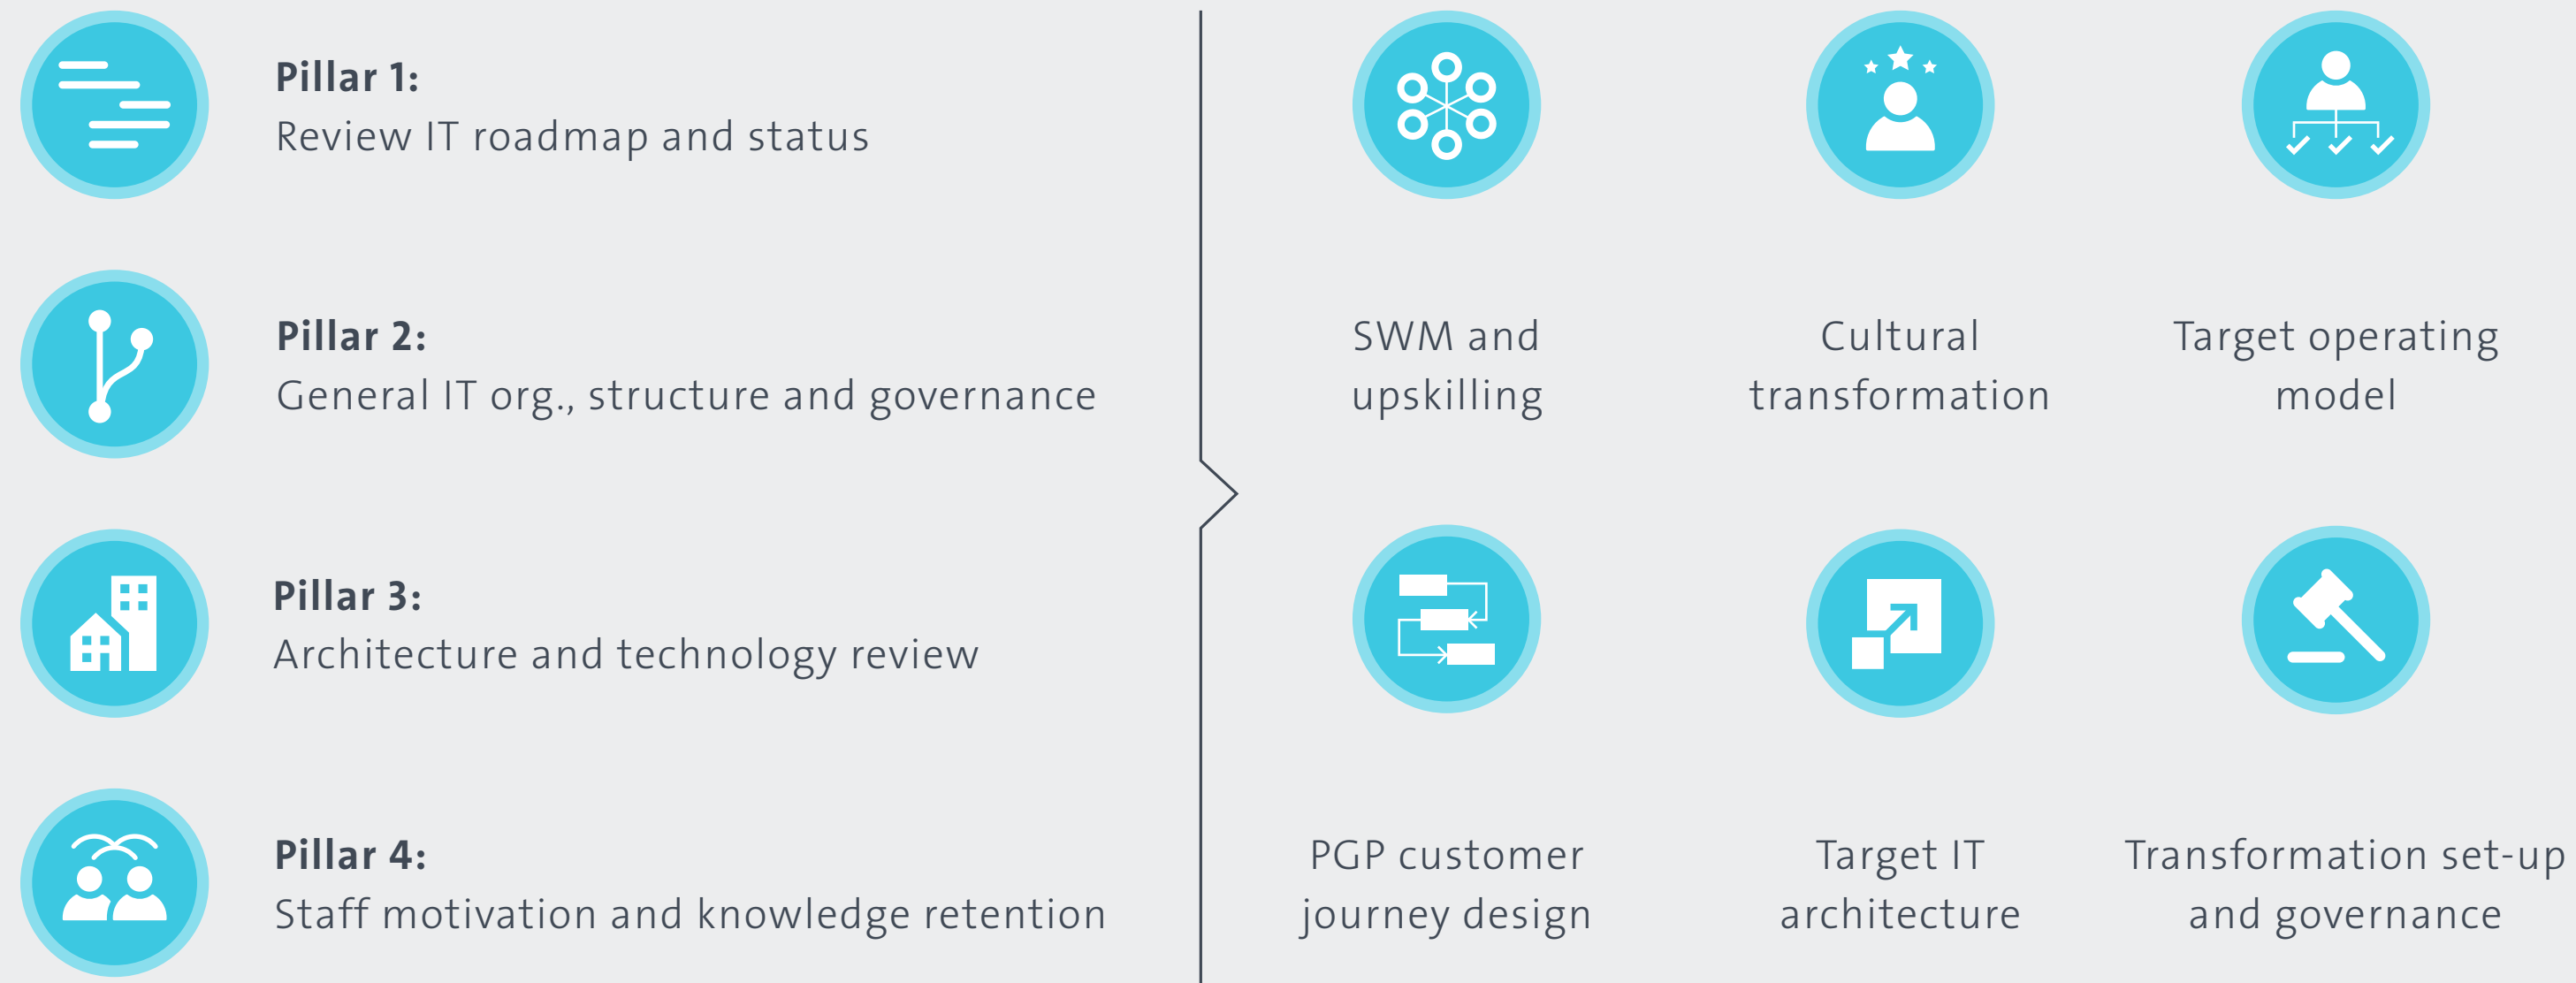 Pillar 1:
Review IT roadmap and status
Pillar 2:
General IT org., structure and governance
Pillar 3:
Architecture and technology review
Pillar 4:
Staff motivation and knowledge retention
SWM and
upskilling
Cultural
transformation
Target operating
model
PGP customer
journey design
Target IT
architecture
Transformation set-up
and governance